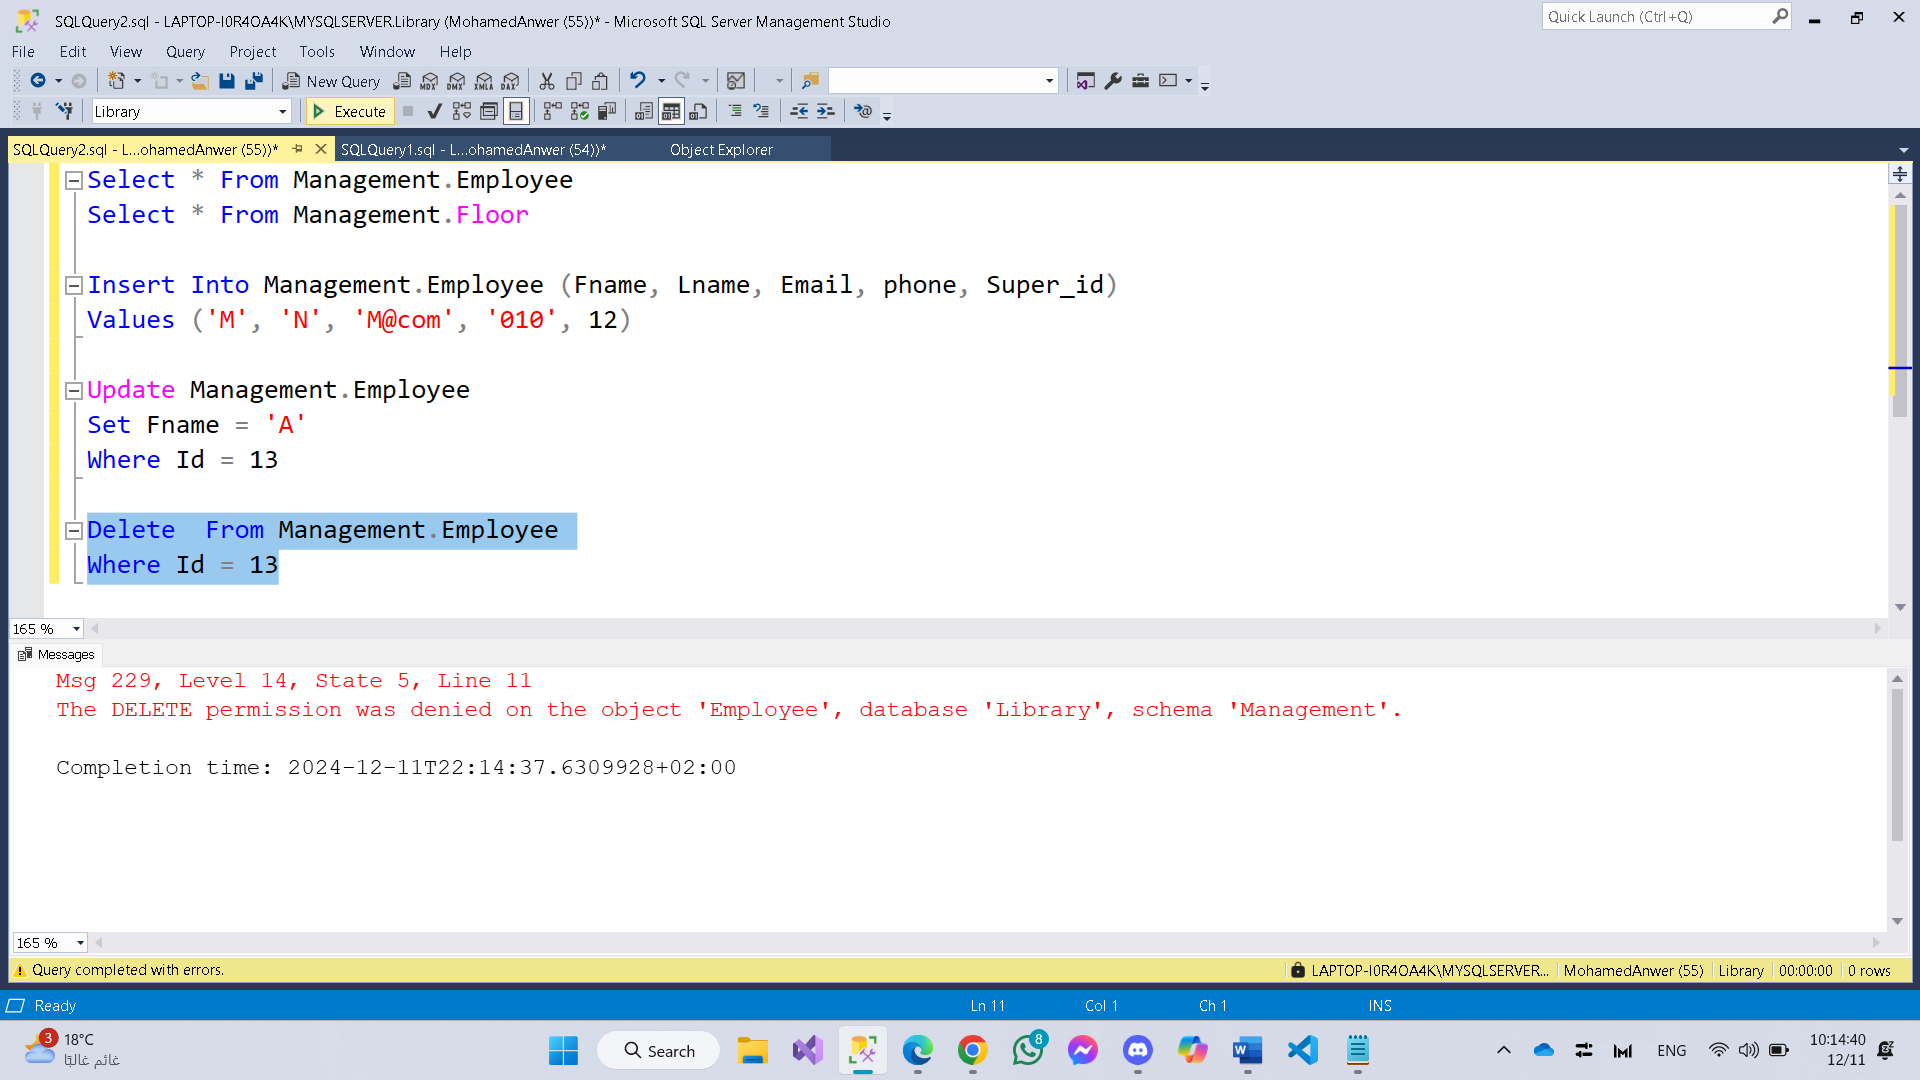 SQLQuery2.sql - LAPTOP-I0R4OA4K\MYSQLSERVER.Library (MohamedAnwer (55))* - Microsoft SQL Server Management Studio
Quick Launch (Ctrl+Q)
File Edit View Query Project Tools Window Help
New Query MDX DMX XMLA DAX
Library Execute
SQLQuery2.sql - L...ohamedAnwer (55))* SQLQuery1.sql - L...ohamedAnwer (54))* Object Explorer
Select * From Management.Employee
Select * From Management.Floor
Insert Into Management.Employee (Fname, Lname, Email, phone, Super_id)
Values ('M', 'N', 'M@com', '010', 12)
Update Management.Employee
Set Fname = 'A'
Where Id = 13
Delete  From Management.Employee
Where Id = 13
165 %
Messages
Msg 229, Level 14, State 5, Line 11
The DELETE permission was denied on the object 'Employee', database 'Library', schema 'Management'.
Completion time: 2024-12-11T22:14:37.6309928+02:00
165 %
Query completed with errors. LAPTOP-I0R4OA4K\MYSQLSERVER... MohamedAnwer (55) Library 00:00:00 0 rows
Ready Ln 11 Col 1 Ch 1 INS
3 18°C
غائم غالبًا
Search 8 ENG 10:14:40
12/11